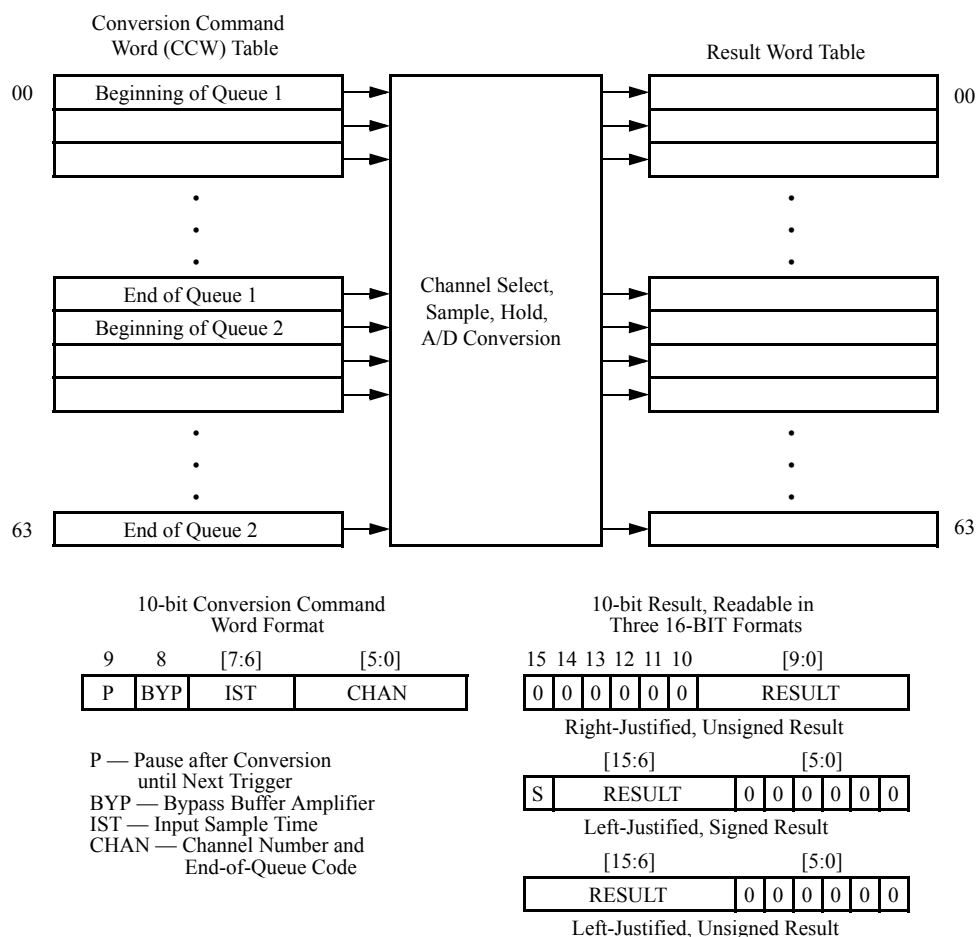 Conversion Command
Word (CCW) Table
Result Word Table
00
Beginning of Queue 1
00
End of Queue 1
Beginning of Queue 2
Channel Select,
Sample, Hold,
A/D Conversion
63
End of Queue 2
63
10-bit Conversion Command
Word Format
9 8 [7:6] [5:0]
P BYP IST CHAN
P — Pause after Conversion
until Next Trigger
BYP — Bypass Buffer Amplifier
IST — Input Sample Time
CHAN — Channel Number and
End-of-Queue Code
10-bit Result, Readable in
Three 16-BIT Formats
15 14 13 12 11 10 [9:0]
0 0 0 0 0 0 RESULT
Right-Justified, Unsigned Result
[15:6] [5:0]
S RESULT 0 0 0 0 0 0
Left-Justified, Signed Result
[15:6] [5:0]
RESULT 0 0 0 0 0 0
Left-Justified, Unsigned Result